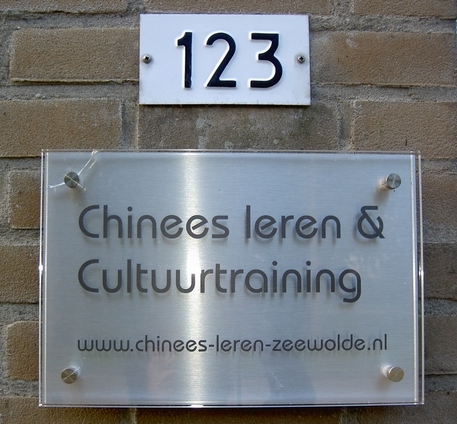 123
Chinees leren &
Cultuurtraining
www.chinees-leren-zeewolde.nl